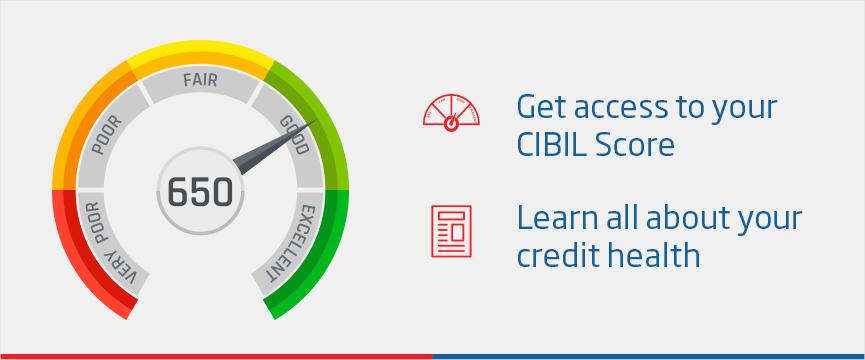 FAIR
POOR
GOOD
650
VERY POOR
EXCELLENT
Get access to your
CIBIL Score
Learn all about your
credit health